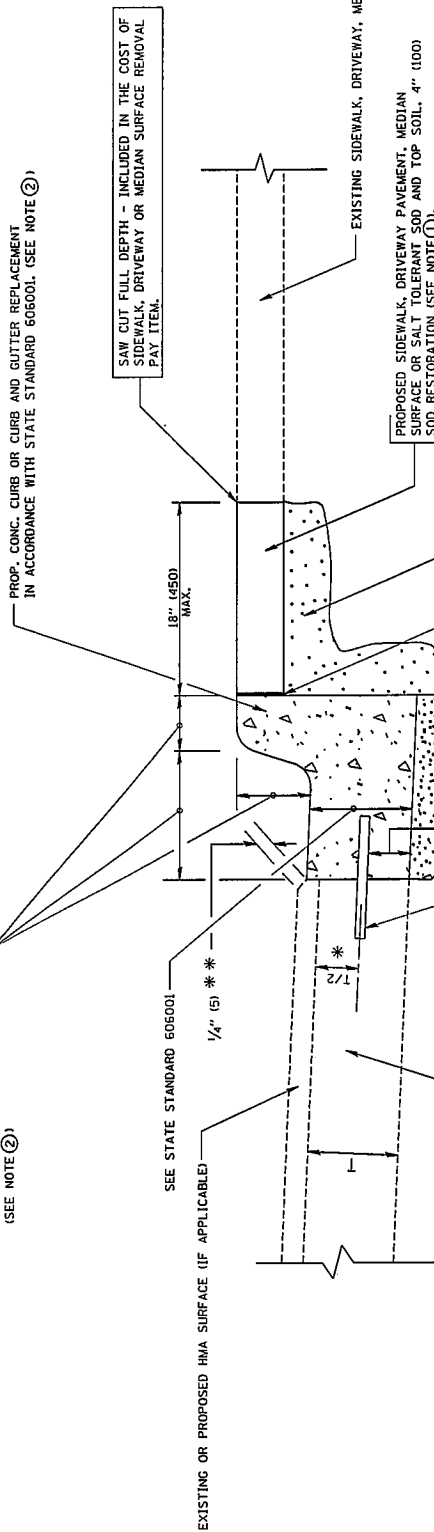 (SEE NOTE ②)
PROP. CONC. CURB OR CURB AND GUTTER REPLACEMENT
IN ACCORDANCE WITH STATE STANDARD 606001. (SEE NOTE ②)
SAW CUT FULL DEPTH - INCLUDED IN THE COST OF
SIDEWALK, DRIVEWAY OR MEDIAN SURFACE REMOVAL
PAY ITEM.
18" (450)
MAX.
SEE STATE STANDARD 606001
1/4" (5) * *
EXISTING OR PROPOSED HMA SURFACE (IF APPLICABLE)
T/2
*
T
EXISTING SIDEWALK, DRIVEWAY,
PROPOSED SIDEWALK, DRIVEWAY PAVEMENT, MEDIAN
SURFACE OR SALT TOLERANT SOD AND TOP SOIL, 4" (100)
SOD RESTORATION (SEE NOTE ①).